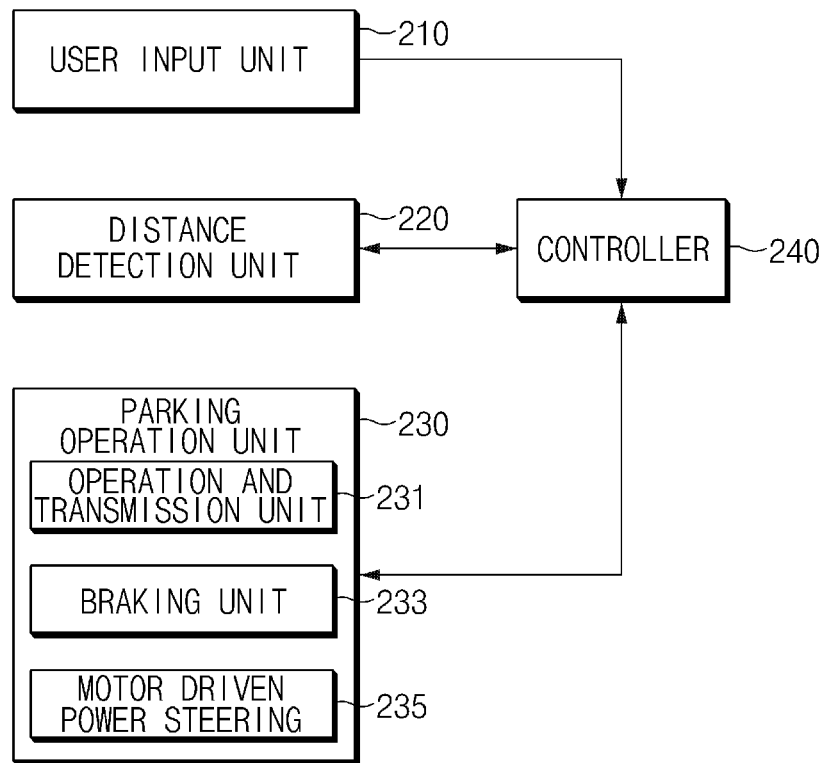 USER INPUT UNIT
210
DISTANCE
DETECTION UNIT
220
CONTROLLER
240
PARKING
OPERATION UNIT
230
OPERATION AND
TRANSMISSION UNIT
231
BRAKING UNIT
233
MOTOR DRIVEN
POWER STEERING
235